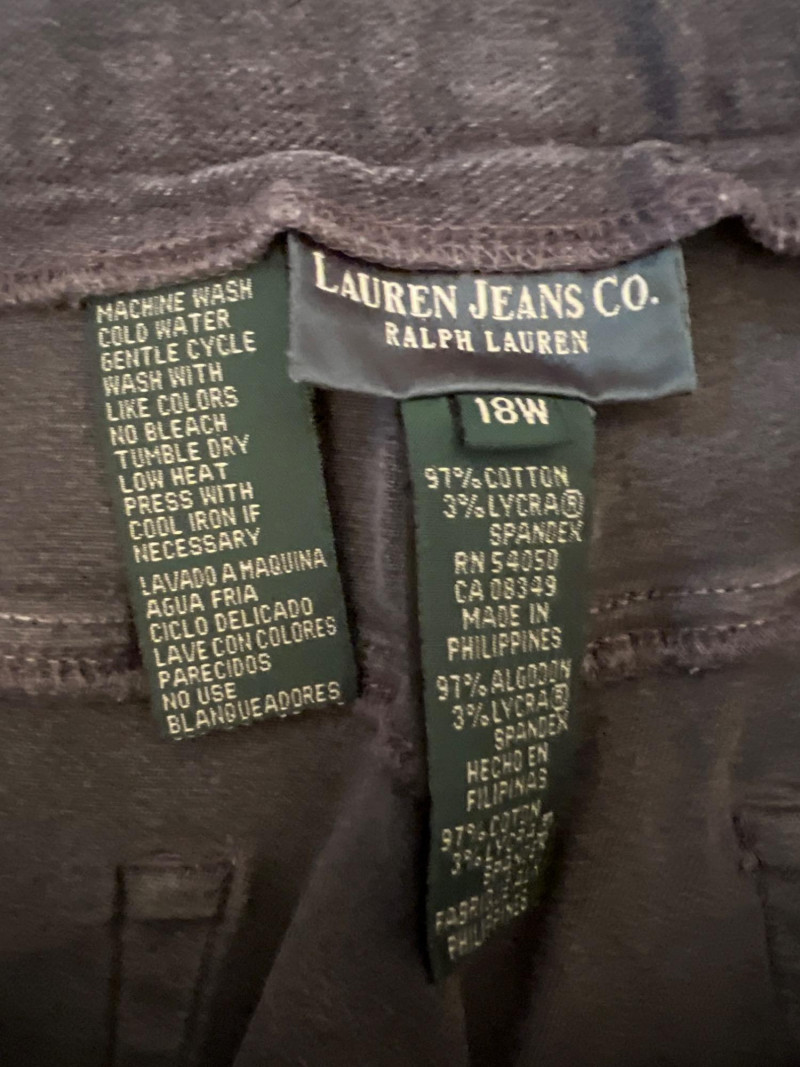 LAUREN JEANS CO.
RALPH LAUREN
18W
MACHINE WASH
COLD WATER
GENTLE CYCLE
WASH WITH
LIKE COLORS
NO BLEACH
TUMBLE DRY
LOW HEAT
PRESS WITH
COOL IRON IF
NECESSARY
LAVADO A MAQUINA
AGUA FRIA
CICLO DELICADO
LAVE CON COLORES
PARECIDOS
NO USE
BLANQUEADORES
97% COTTON
3% LYCRA®
SPANDEX
RN 54050
CA 08349
MADE IN
PHILIPPINES
97% ALGODON
3% LYCRA®
SPANDEX
HECHO EN
FILIPINAS
97% COTON
3%